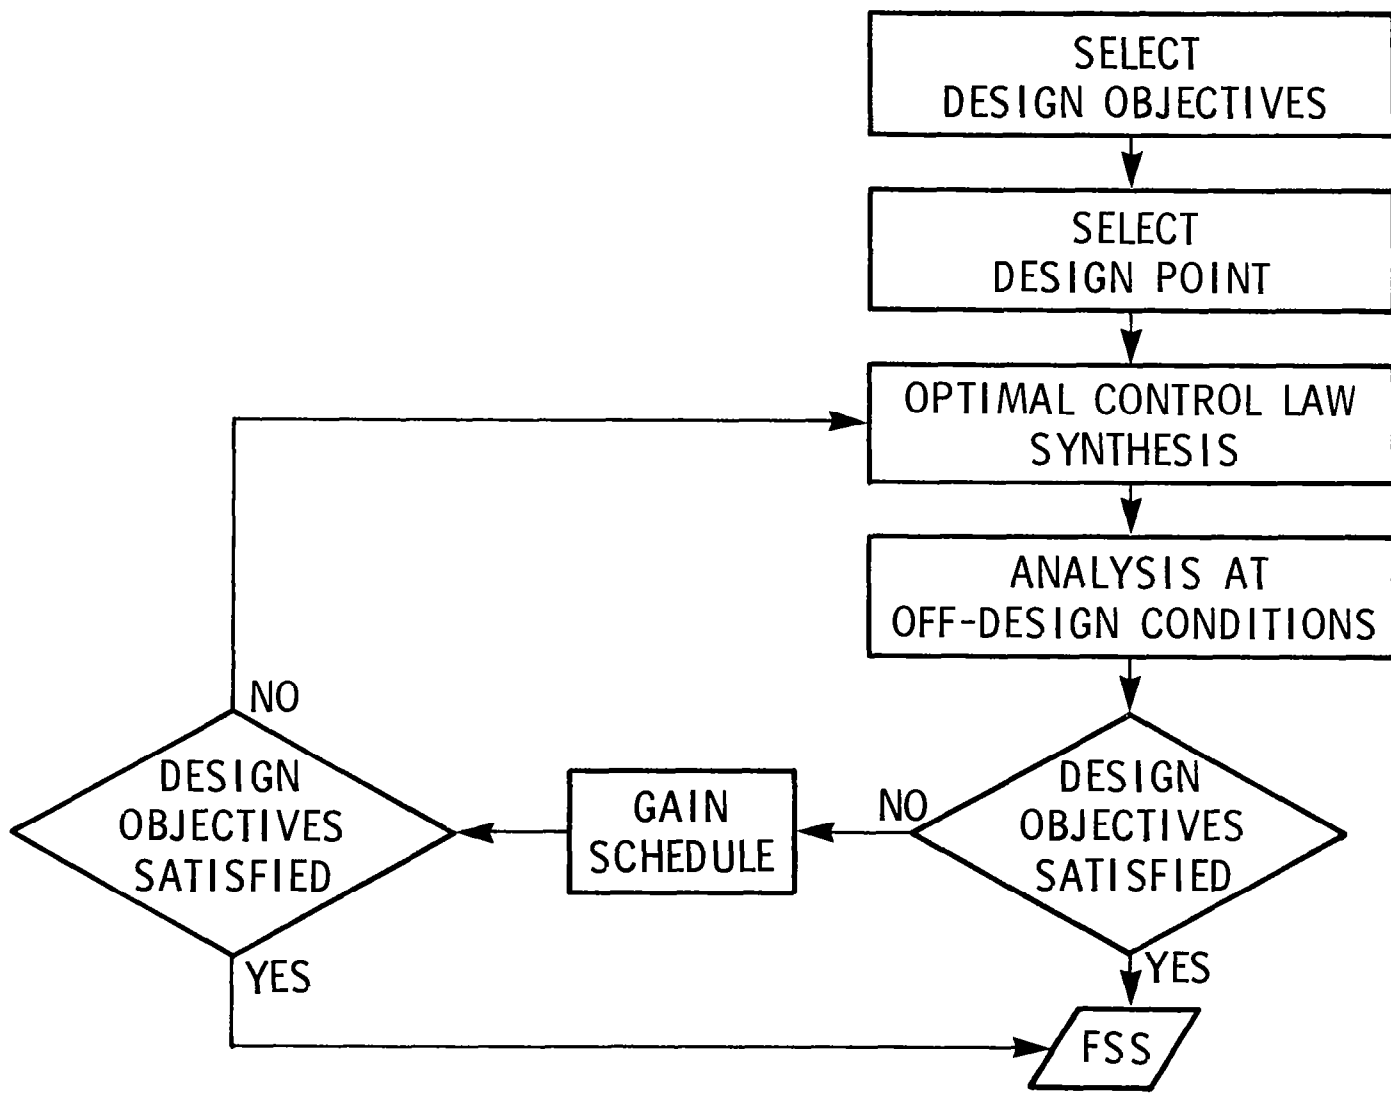 SELECT
DESIGN OBJECTIVES
SELECT
DESIGN POINT
OPTIMAL CONTROL LAW
SYNTHESIS
ANALYSIS AT
OFF-DESIGN CONDITIONS
NO
DESIGN
OBJECTIVES
SATISFIED
YES
GAIN
SCHEDULE
NO
DESIGN
OBJECTIVES
SATISFIED
YES
FSS